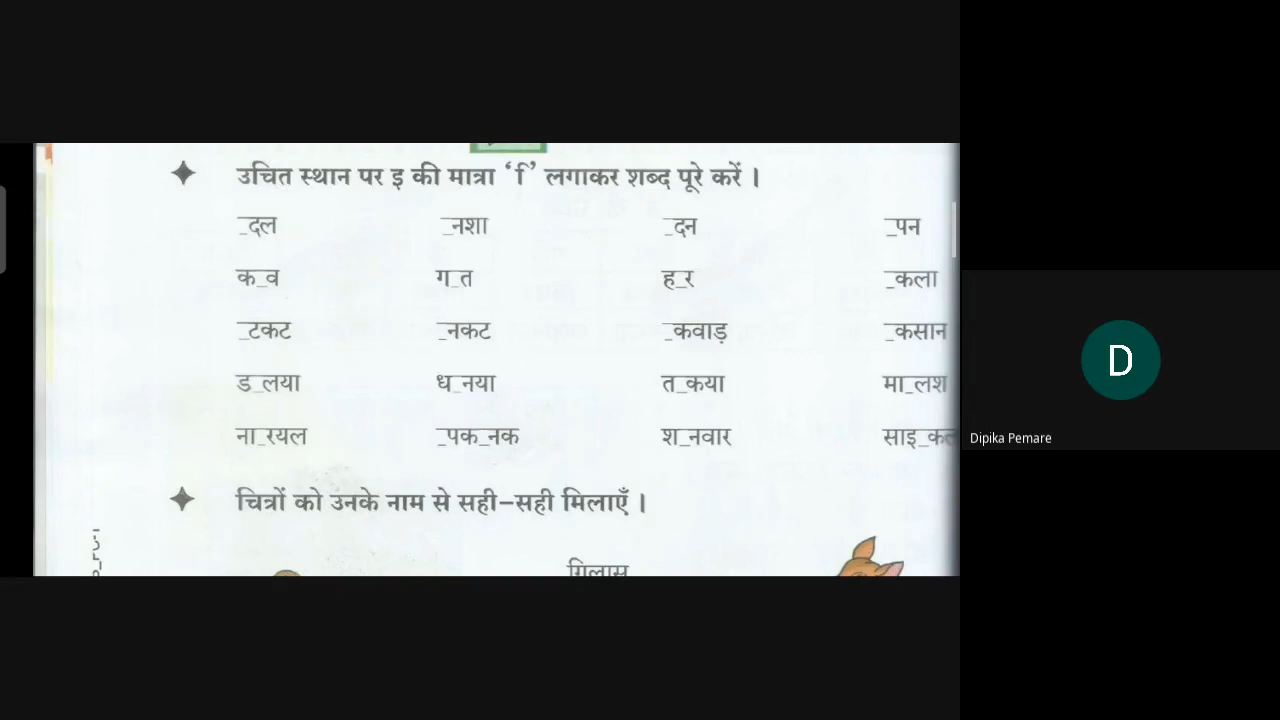 उचित स्थान पर इ की मात्रा ‘ि’ लगाकर शब्द पूरे करें ।
_दल _नशा _दन _पन
क_व ग_त ह_र _कला
_टकट _नकट _कवाड़ _कसान
ड_लया ध_नया त_कया मा_लश
ना_रयल _पक_नक श_नवार
चित्रों को उनके नाम से सही-सही मिलाएँ ।
गिलास
D
Dipika Pemare